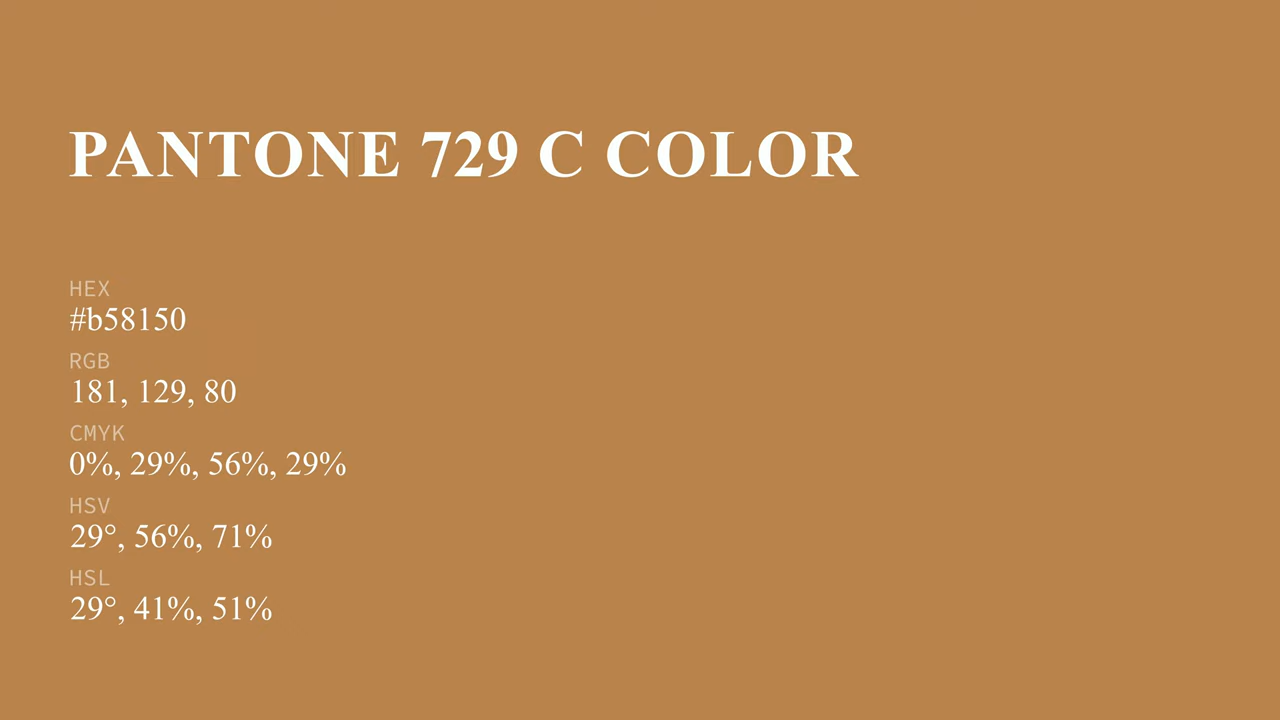 PANTONE 729 C COLOR
HEX
#b58150
RGB
181, 129, 80
CMYK
0%, 29%, 56%, 29%
HSV
29°, 56%, 71%
HSL
29°, 41%, 51%